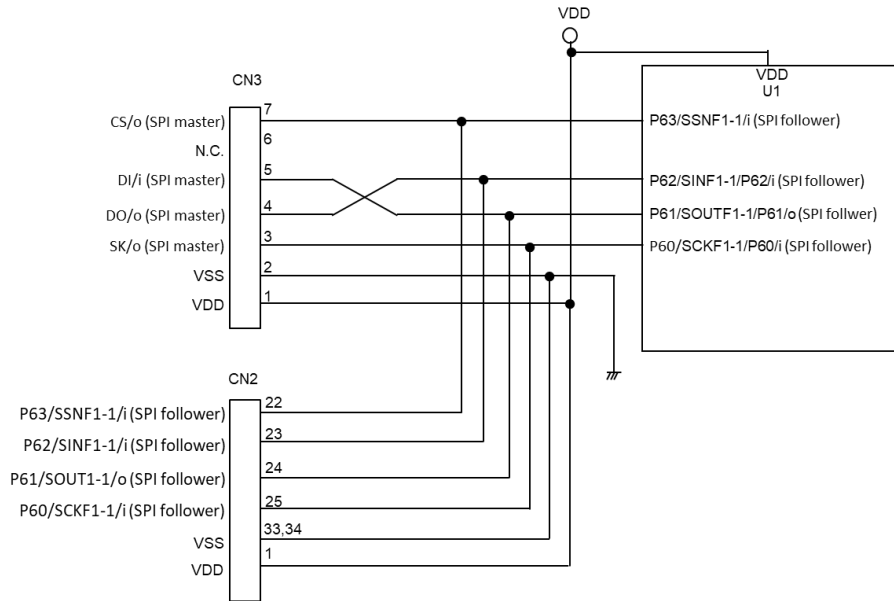 VDD
VDD
U1
CN3
CS/o (SPI master)
7
P63/SSNF1-1/i (SPI follower)
N.C.
6
DI/i (SPI master)
5
P62/SINF1-1/P62/i (SPI follower)
DO/o (SPI master)
4
P61/SOUTF1-1/P61/o (SPI follwer)
SK/o (SPI master)
3
P60/SCKF1-1/P60/i (SPI follower)
VSS
2
VDD
1
CN2
P63/SSNF1-1/i (SPI follower)
22
P62/SINF1-1/i (SPI follower)
23
P61/SOUT1-1/o (SPI follower)
24
P60/SCKF1-1/i (SPI follower)
25
VSS
33,34
VDD
1